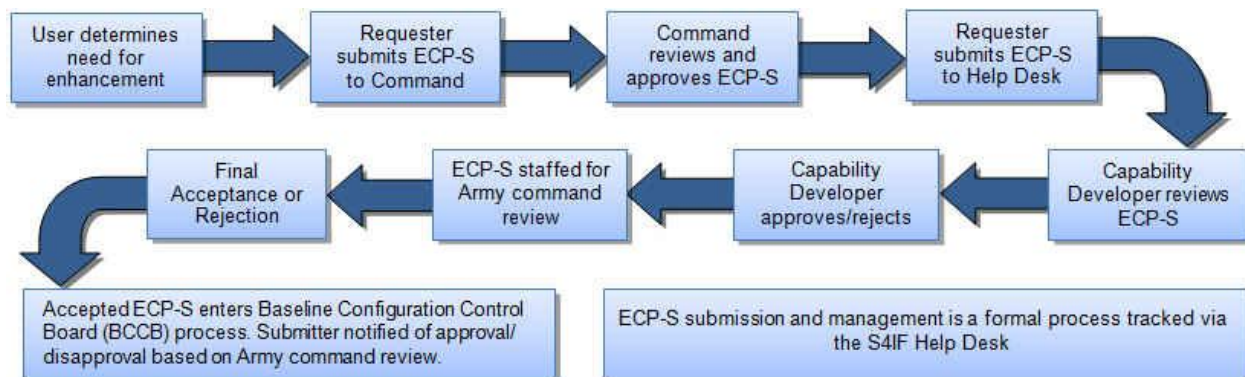 User determines
need for
enhancement
Requester
submits ECP-S
to Command
Command
reviews and
approves ECP-S
Requester
submits ECP-S
to Help Desk
Final
Acceptance or
Rejection
ECP-S staffed for
Army command
review
Capability
Developer
approves/rejects
Capability
Developer reviews
ECP-S
Accepted ECP-S enters Baseline Configuration Control
Board (BCCB) process. Submitter notified of approval/
disapproval based on Army command review.
ECP-S submission and management is a formal process tracked via
the S4IF Help Desk